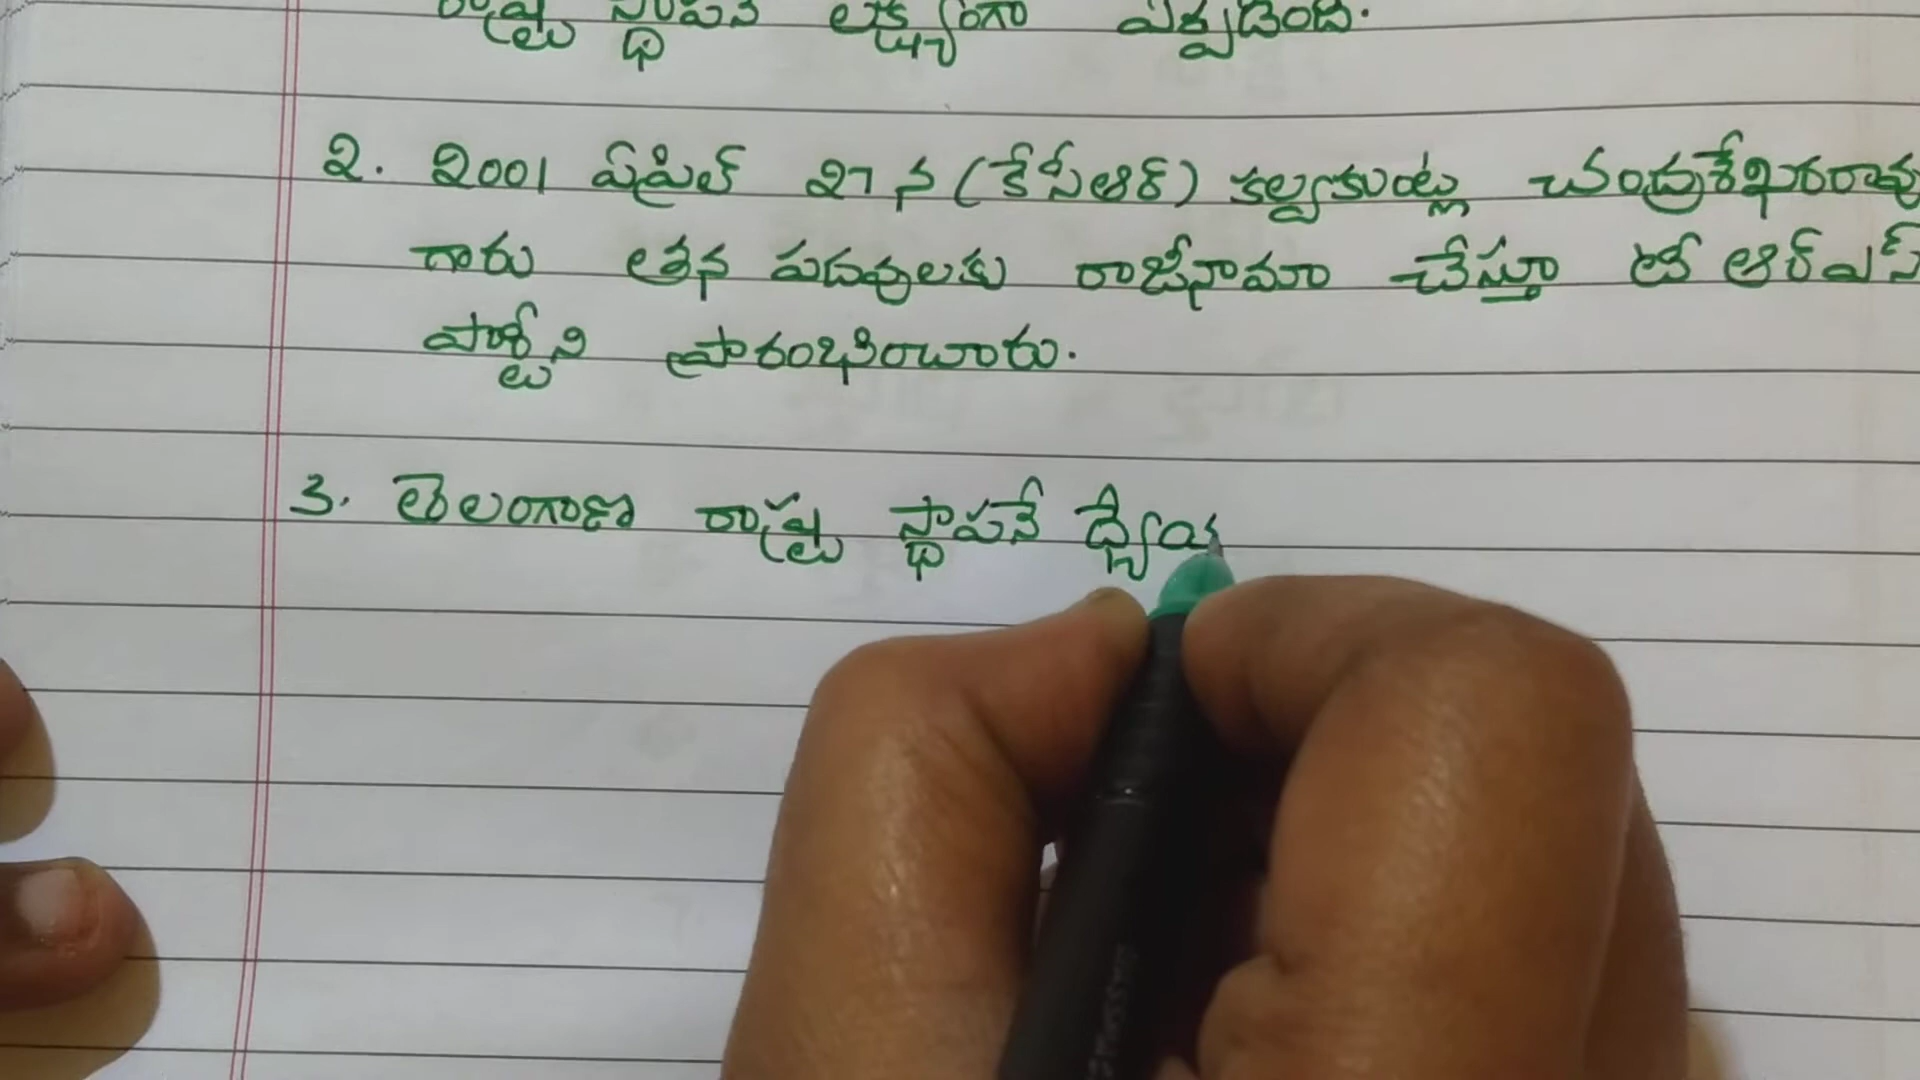 రాష్ట్ర స్థాపన లక్ష్యంగా ఏర్పడింది.
2. 2001 ఏప్రిల్ 27 న (కేసీఆర్) కల్వకుంట్ల చంద్రశేఖరరావు
గారు తన పదవులకు రాజీనామా చేస్తూ టీ ఆర్ఎస్
పార్టీని ప్రారంభించారు.
3. తెలంగాణ రాష్ట్ర స్థాపనే ధ్యేయ